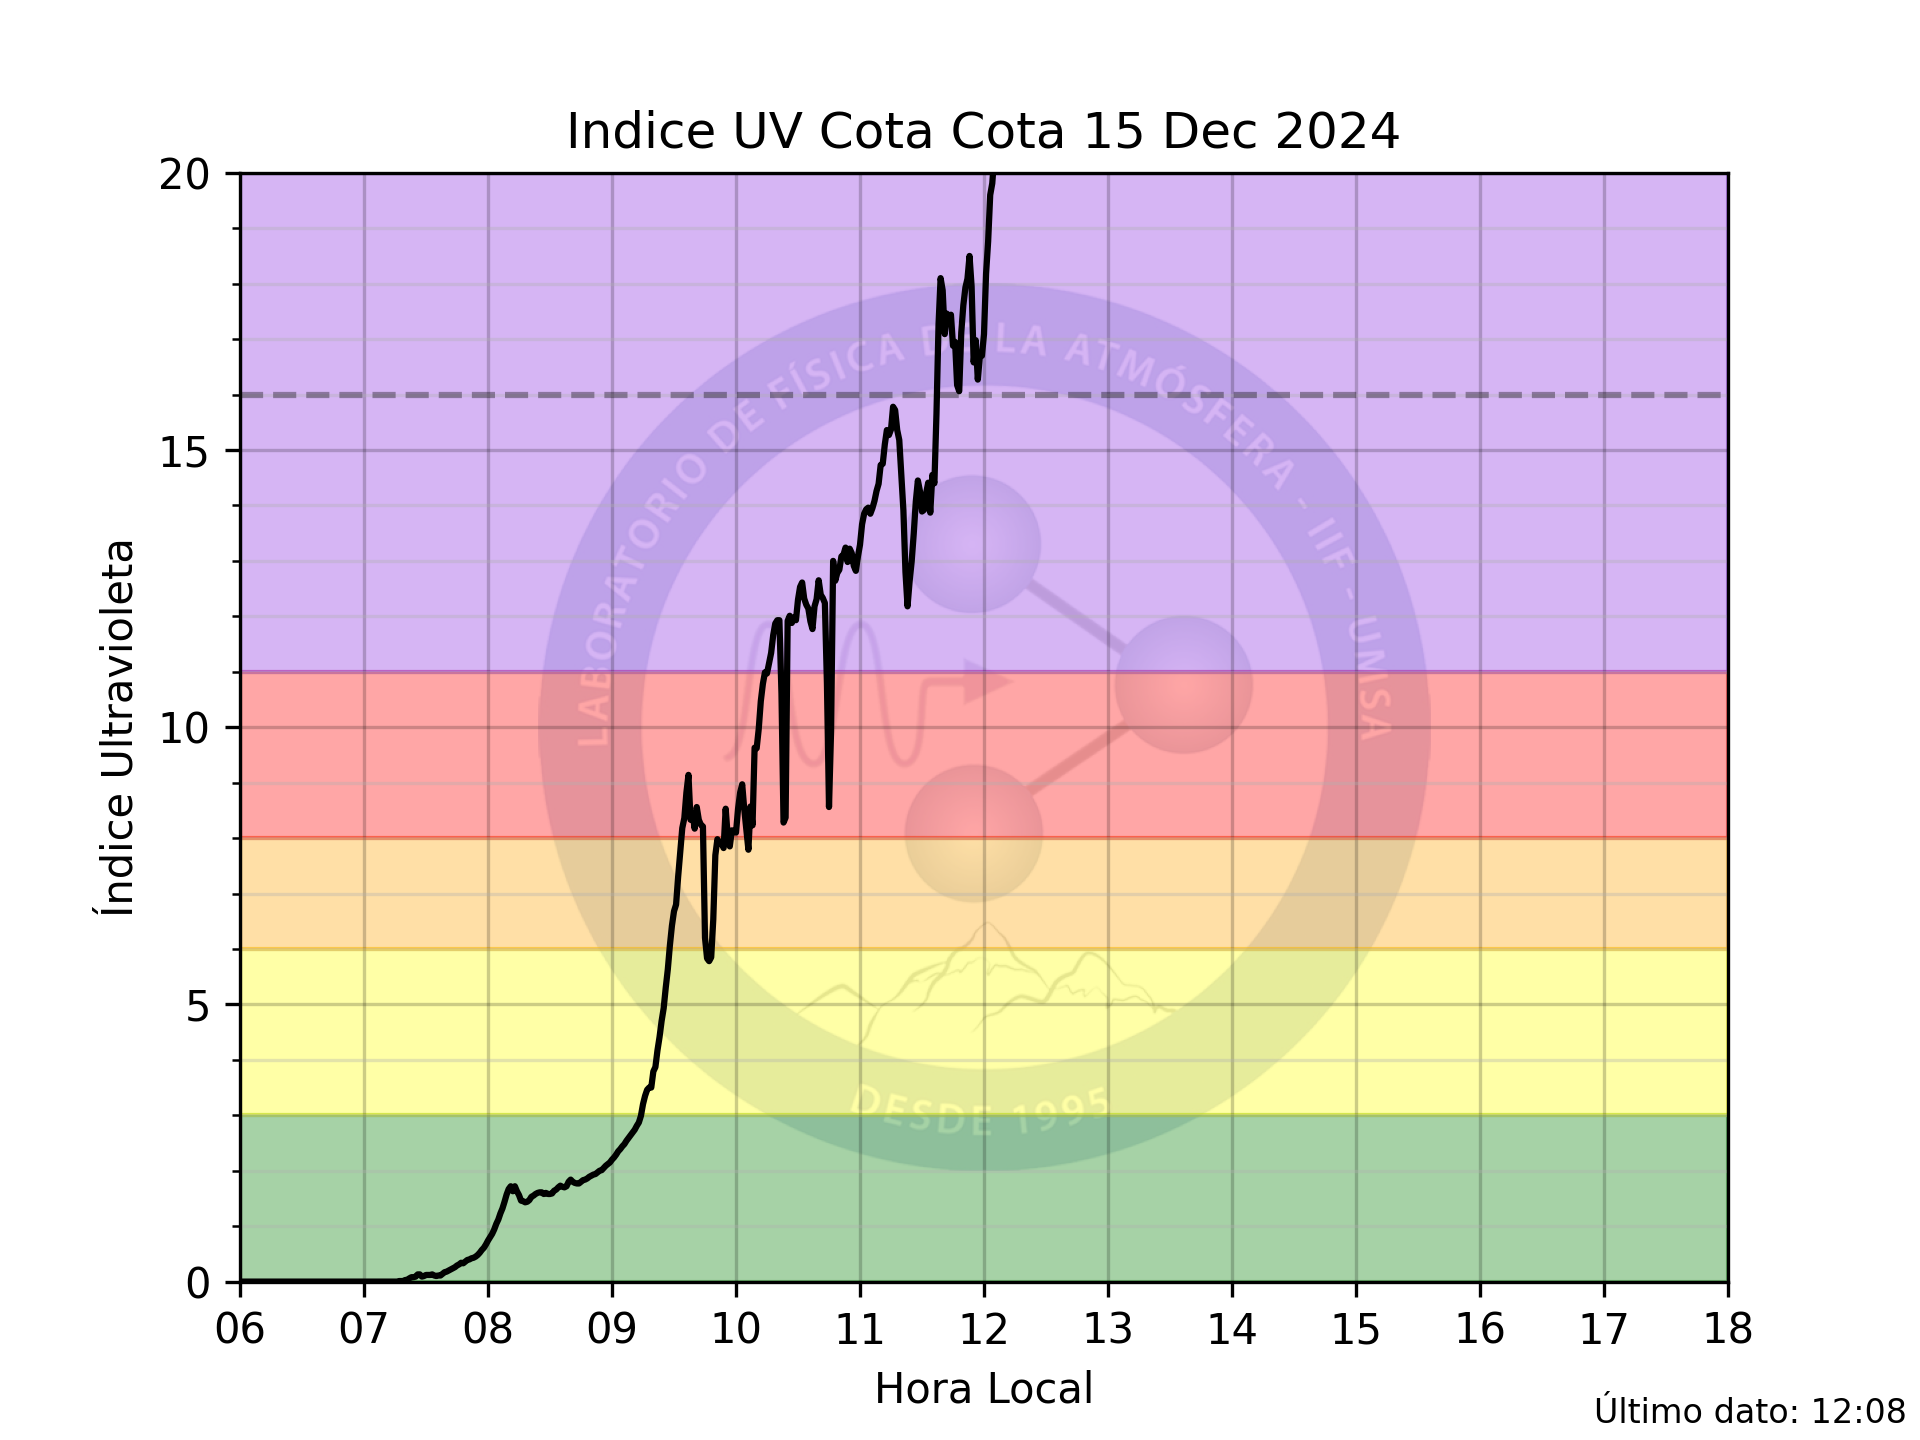 Indice UV Cota Cota 15 Dec 2024
20
15
10
5
0
Índice Ultravioleta
LABORATORIO DE FÍSICA DE LA ATMÓSFERA - IIF - UMSA
DESDE 1995
06 07 08 09 10 11 12 13 14 15 16 17 18
Hora Local
Último dato: 12:08